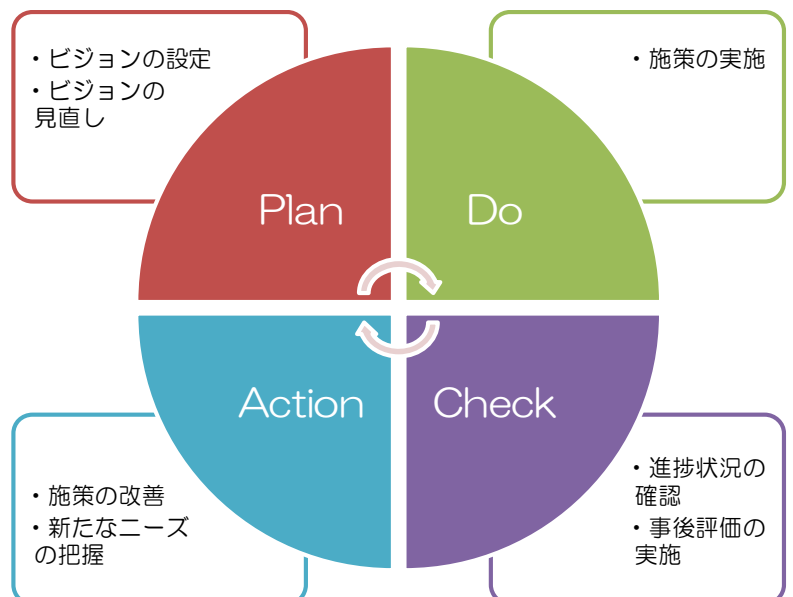 ・ビジョンの設定
・ビジョンの
見直し
・施策の実施
Plan
Do
Action
Check
・施策の改善
・新たなニーズ
の把握
・進捗状況の
確認
・事後評価の
実施